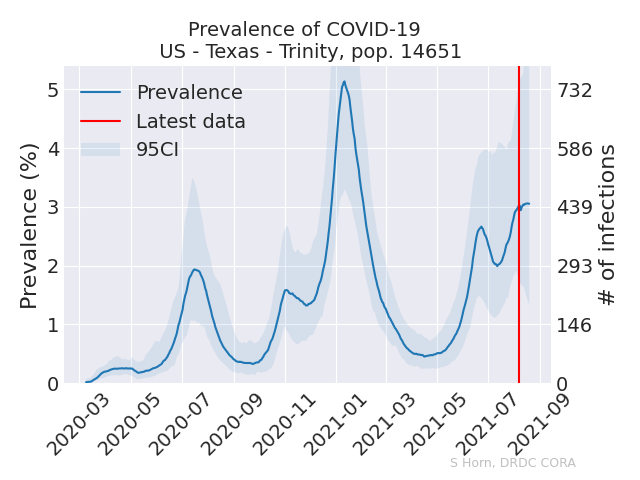 Prevalence of COVID-19
US - Texas - Trinity, pop. 14651
Prevalence
Latest data
95CI
Prevalence (%)
5
4
3
2
1
0
732
586
439
293
146
0
# of infections
2020-03
2020-05
2020-07
2020-09
2020-11
2021-01
2021-03
2021-05
2021-07
2021-09
S Horn, DRDC CORA